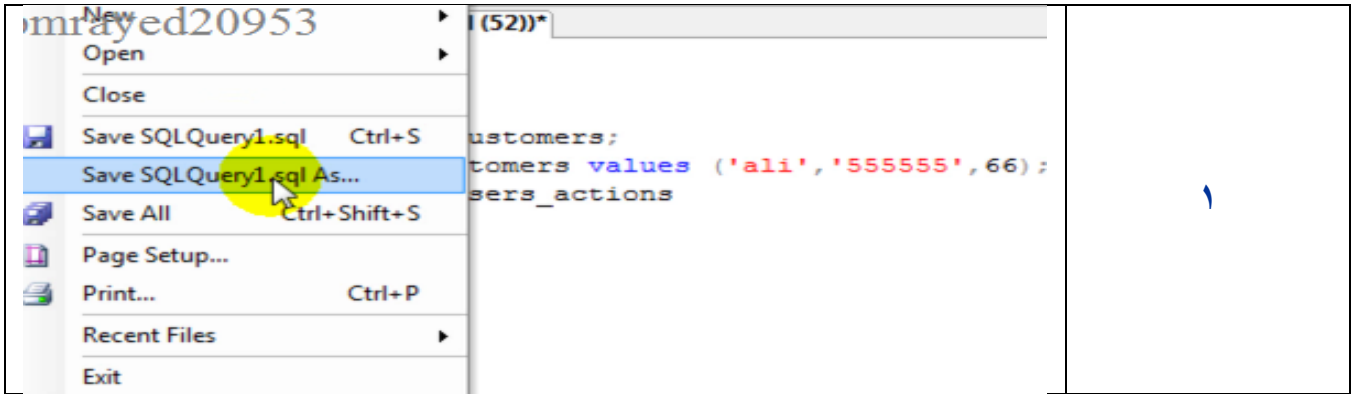 omrayed20953
New
l (52))*
Open
Close
Save SQLQuery1.sql Ctrl+S
ustomers;
tomers values ('ali','555555',66);
Save SQLQuery1.sql As...
sers_actions
Save All Ctrl+Shift+S
١
Page Setup...
Print... Ctrl+P
Recent Files
Exit